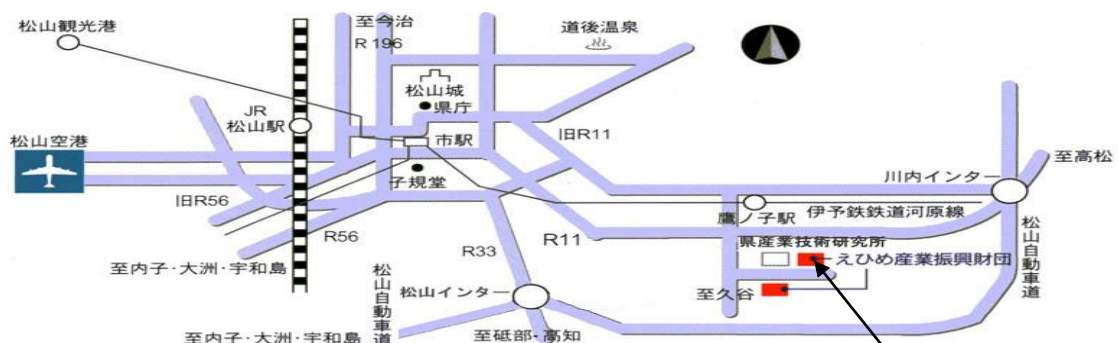 松山観光港
至今治
R 196
道後温泉
松山城
県庁
JR
松山駅
市駅
旧R11
松山空港
至高松
川内インター
子規堂
旧R56
鷹ノ子駅
伊予鉄鉄道河原線
R56
R33
R11
県産業技術研究所
えひめ産業振興財団
至内子・大洲・宇和島
松山自動車道
松山インター
至久谷
松山自動車道
至内子・大洲・宇和島
至砥部・高知